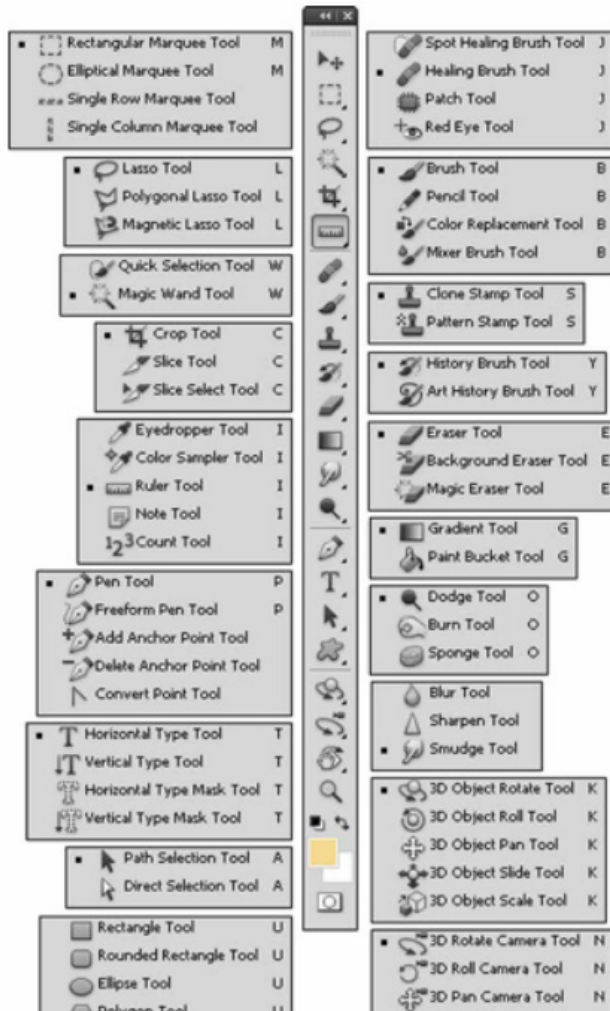 Rectangular Marquee Tool M
Elliptical Marquee Tool M
Single Row Marquee Tool
Single Column Marquee Tool
Lasso Tool L
Polygonal Lasso Tool L
Magnetic Lasso Tool L
Quick Selection Tool W
Magic Wand Tool W
Crop Tool C
Slice Tool C
Slice Select Tool C
Eyedropper Tool I
Color Sampler Tool I
Ruler Tool I
Note Tool I
Count Tool I
Pen Tool P
Freeform Pen Tool P
Add Anchor Point Tool
Delete Anchor Point Tool
Convert Point Tool
Horizontal Type Tool T
Vertical Type Tool T
Horizontal Type Mask Tool T
Vertical Type Mask Tool T
Path Selection Tool A
Direct Selection Tool A
Rectangle Tool U
Rounded Rectangle Tool U
Ellipse Tool U
Polygon Tool U
Spot Healing Brush Tool J
Healing Brush Tool J
Patch Tool J
Red Eye Tool J
Brush Tool B
Pencil Tool B
Color Replacement Tool B
Mixer Brush Tool B
Clone Stamp Tool S
Pattern Stamp Tool S
History Brush Tool Y
Art History Brush Tool Y
Eraser Tool E
Background Eraser Tool E
Magic Eraser Tool E
Gradient Tool G
Paint Bucket Tool G
Dodge Tool O
Burn Tool O
Sponge Tool O
Blur Tool
Sharpen Tool
Smudge Tool
3D Object Rotate Tool K
3D Object Roll Tool K
3D Object Pan Tool K
3D Object Slide Tool K
3D Object Scale Tool K
3D Rotate Camera Tool N
3D Roll Camera Tool N
3D Pan Camera Tool N